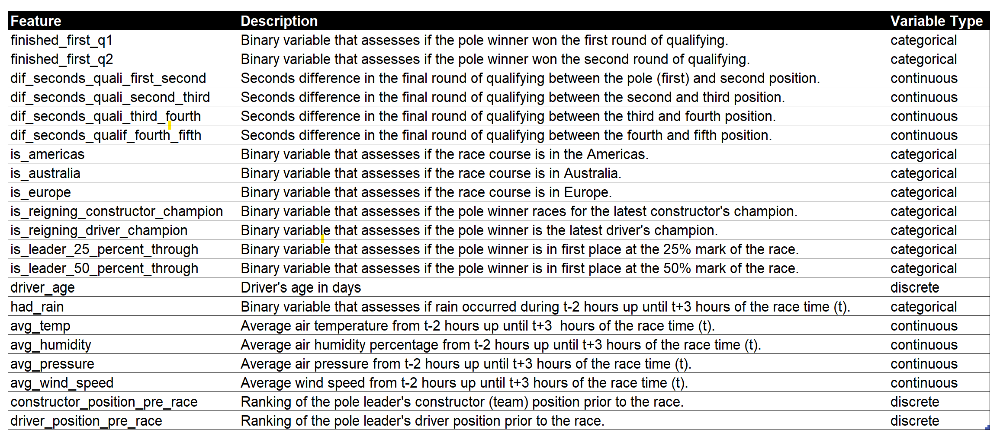 Feature Description Variable Type
finished_first_q1 Binary variable that assesses if the pole winner won the first round of qualifying. categorical
finished_first_q2 Binary variable that assesses if the pole winner won the second round of qualifying. categorical
dif_seconds_quali_first_second Seconds difference in the final round of qualifying between the pole (first) and second position. continuous
dif_seconds_quali_second_third Seconds difference in the final round of qualifying between the second and third position. continuous
dif_seconds_quali_third_fourth Seconds difference in the final round of qualifying between the third and fourth position. continuous
dif_seconds_qualif_fourth_fifth Seconds difference in the final round of qualifying between the fourth and fifth position. continuous
is_americas Binary variable that assesses if the race course is in the Americas. categorical
is_australia Binary variable that assesses if the race course is in Australia. categorical
is_europe Binary variable that assesses if the race course is in Europe. categorical
is_reigning_constructor_champion Binary variable that assesses if the pole winner races for the latest constructor's champion. categorical
is_reigning_driver_champion Binary variable that assesses if the pole winner is the latest driver's champion. categorical
is_leader_25_percent_through Binary variable that assesses if the pole winner is in first place at the 25% mark of the race. categorical
is_leader_50_percent_through Binary variable that assesses if the pole winner is in first place at the 50% mark of the race. categorical
driver_age Driver's age in days discrete
had_rain Binary variable that assesses if rain occurred during t-2 hours up until t+3 hours of the race time (t). categorical
avg_temp Average air temperature from t-2 hours up until t+3  hours of the race time (t). continuous
avg_humidity Average air humidity percentage from t-2 hours up until t+3 hours of the race time (t). continuous
avg_pressure Average air pressure from t-2 hours up until t+3 hours of the race time (t). continuous
avg_wind_speed Average wind speed from t-2 hours up until t+3 hours of the race time (t). continuous
constructor_position_pre_race Ranking of the pole leader's constructor (team) position prior to the race. discrete
driver_position_pre_race Ranking of the pole leader's driver position prior to the race. discrete